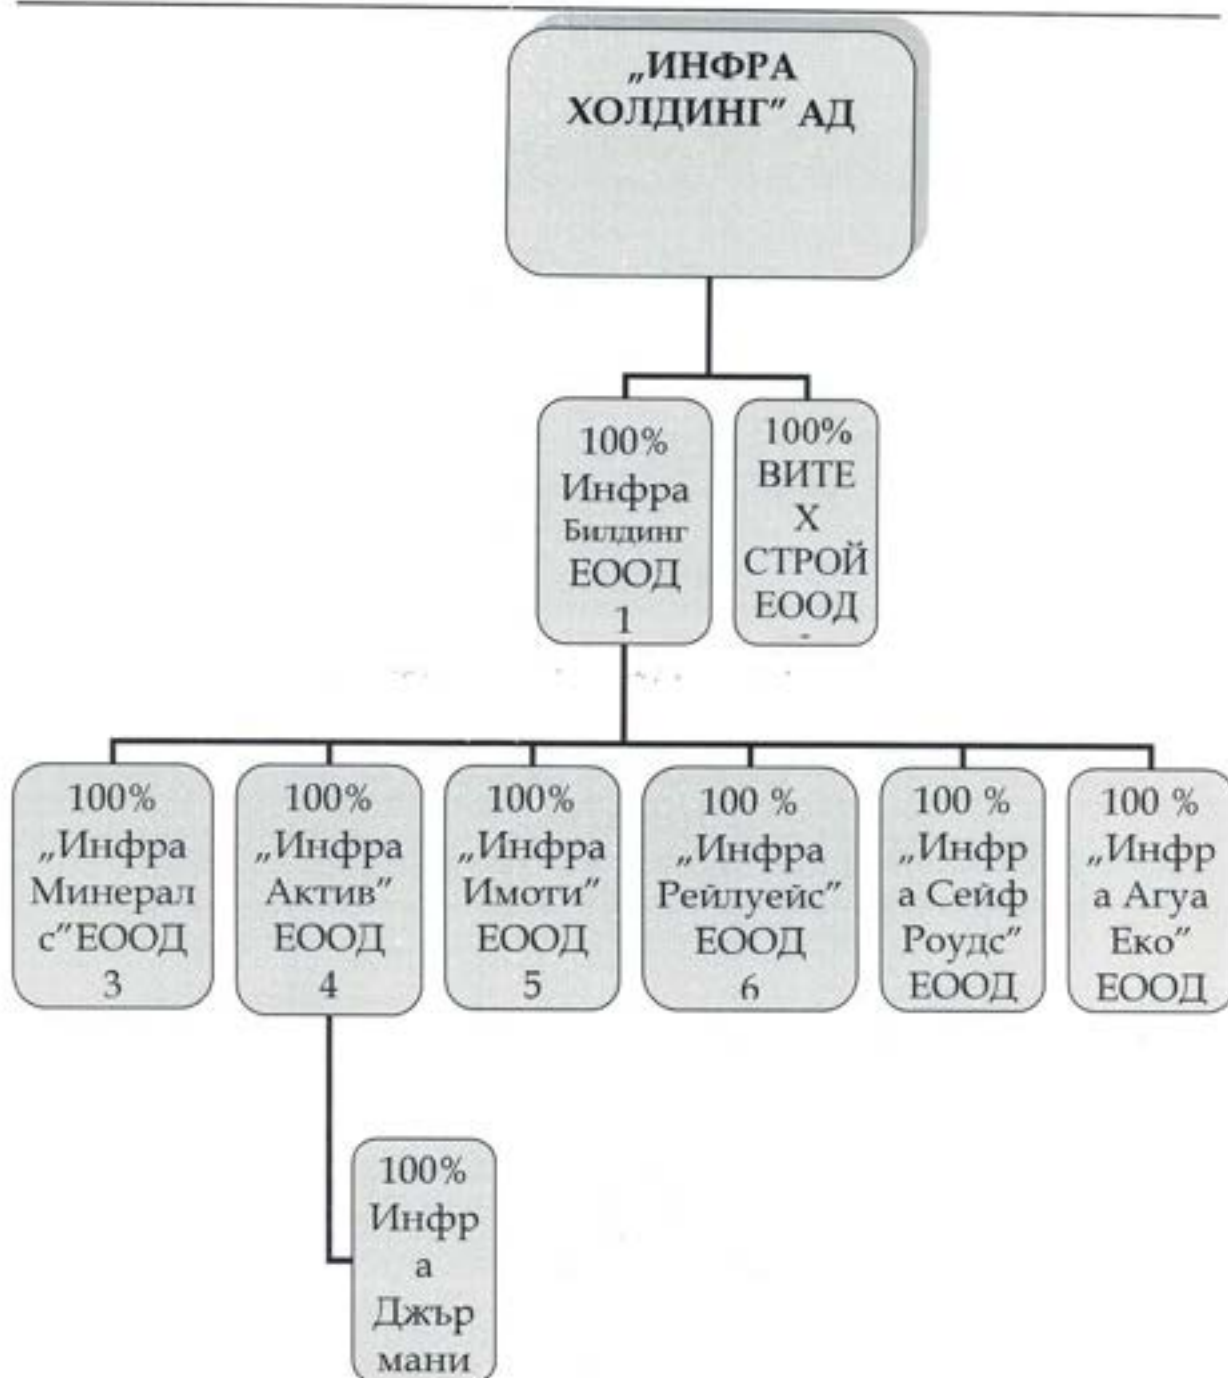 „ИНФРА
ХОЛДИНГ” АД
100%
Инфра
Билдинг
ЕООД
1
100%
ВИТЕ
Х
СТРОЙ
ЕООД
100%
„Инфра
Минерал
с”ЕООД
3
100%
„Инфра
Актив”
ЕООД
4
100%
„Инфра
Имоти”
ЕООД
5
100 %
„Инфра
Рейлуейс”
ЕООД
6
100 %
„Инфр
а Сейф
Роудс”
ЕООД
100 %
„Инфр
а Агуа
Еко”
ЕООД
100%
Инфр
а
Джър
мани